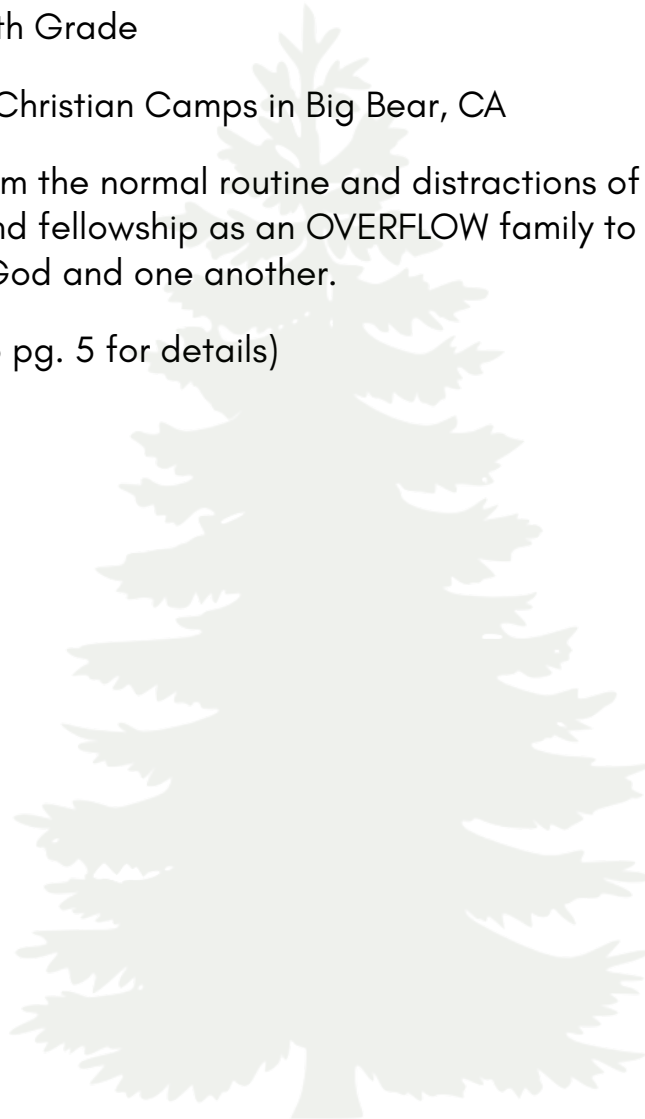 th Grade
Christian Camps in Big Bear, CA
m the normal routine and distractions of
nd fellowship as an OVERFLOW family to
God and one another.
pg. 5 for details)